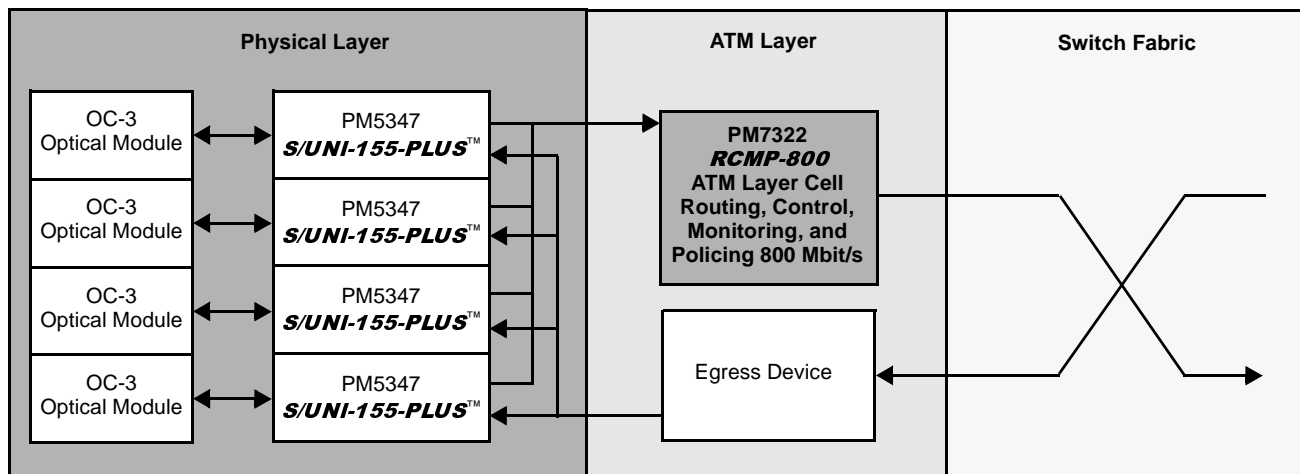 Physical Layer
ATM Layer
Switch Fabric
OC-3
Optical Module
PM5347
S/UNI-155-PLUS™
OC-3
Optical Module
PM5347
S/UNI-155-PLUS™
OC-3
Optical Module
PM5347
S/UNI-155-PLUS™
OC-3
Optical Module
PM5347
S/UNI-155-PLUS™
PM7322
RCMP-800
ATM Layer Cell
Routing, Control,
Monitoring, and
Policing 800 Mbit/s
Egress Device